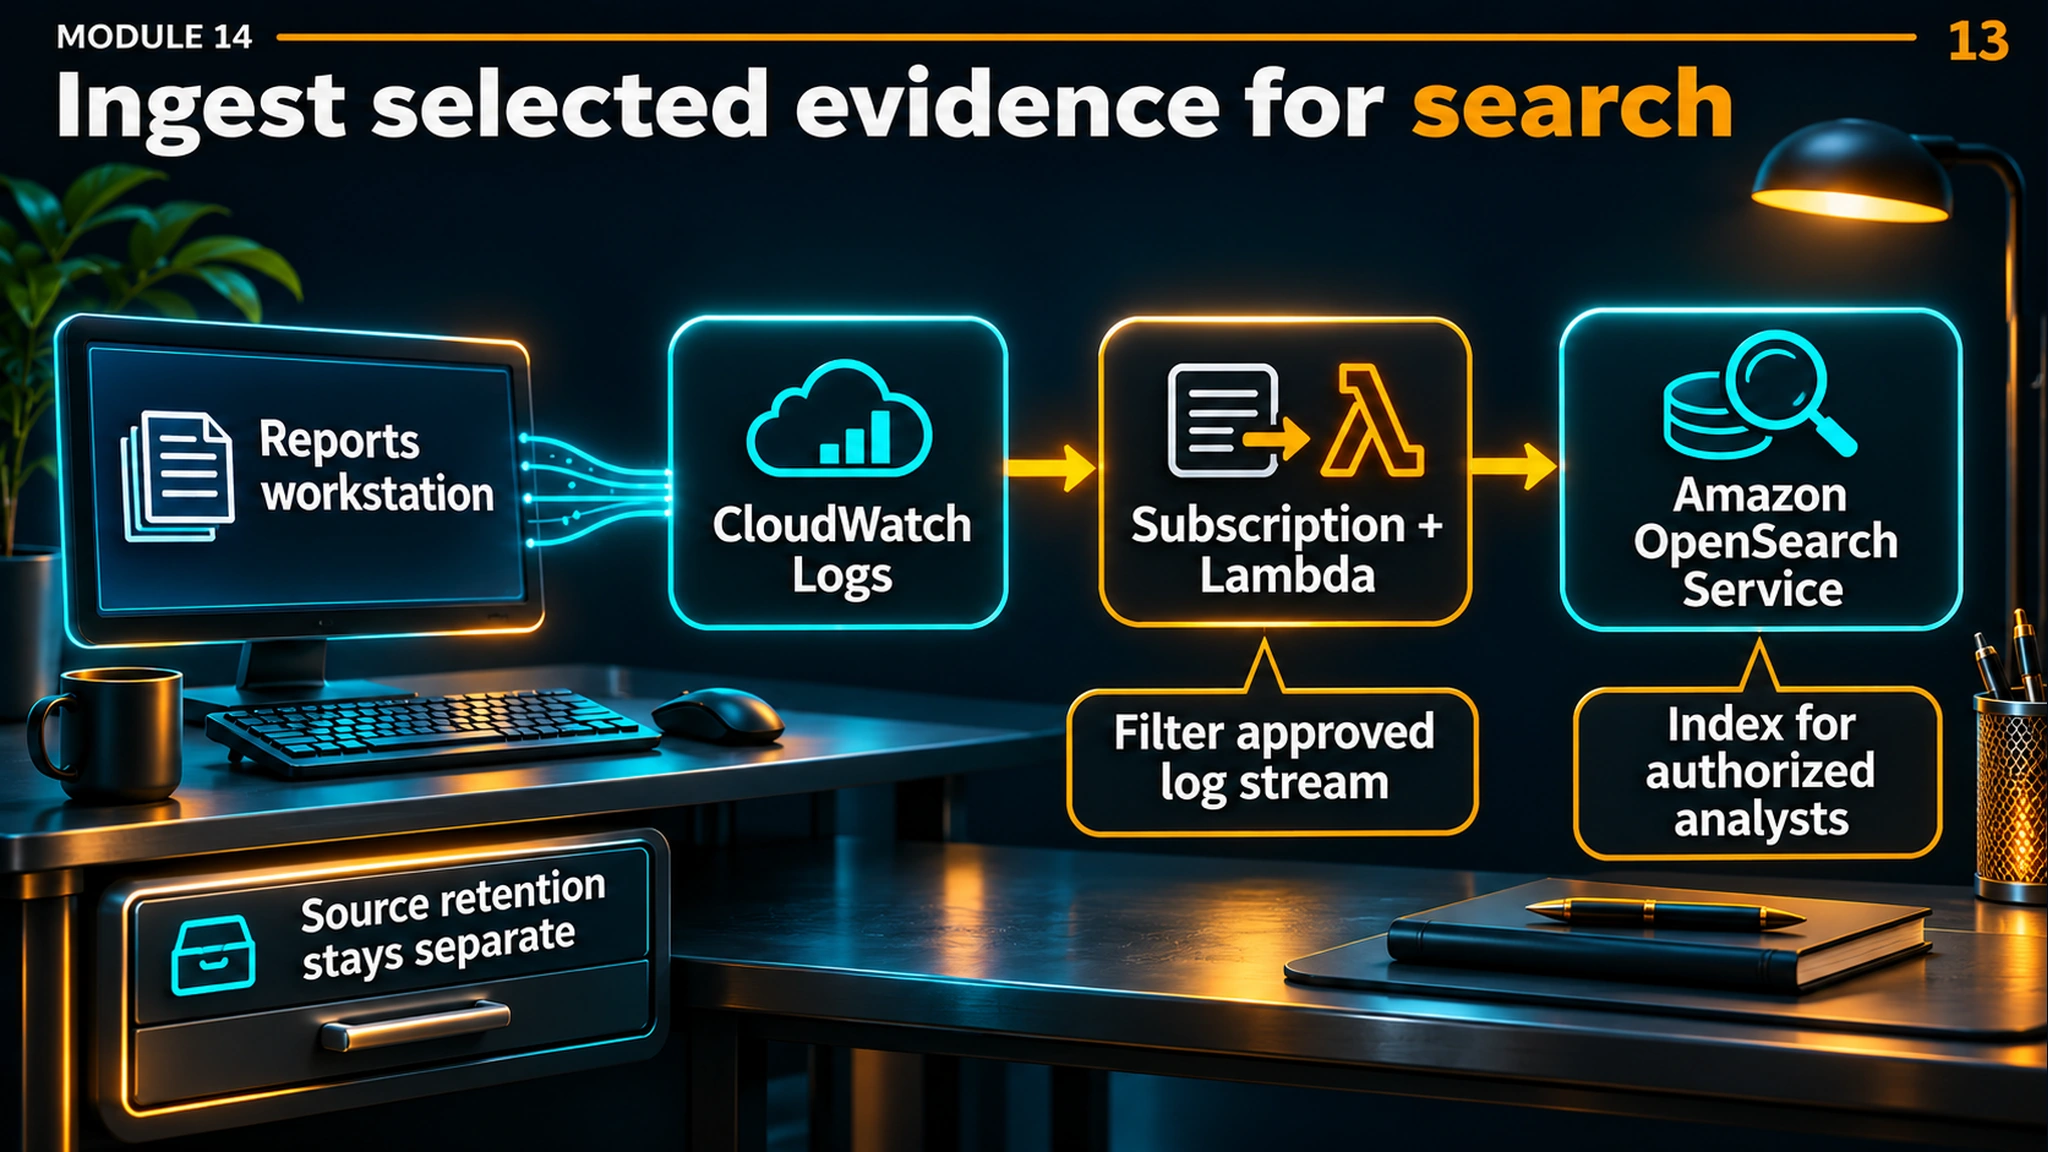 MODULE 14
13
Ingest selected evidence for search
Reports
workstation
CloudWatch
Logs
Subscription +
Lambda
Amazon
OpenSearch
Service
Filter approved
log stream
Index for
authorized
analysts
Source retention
stays separate